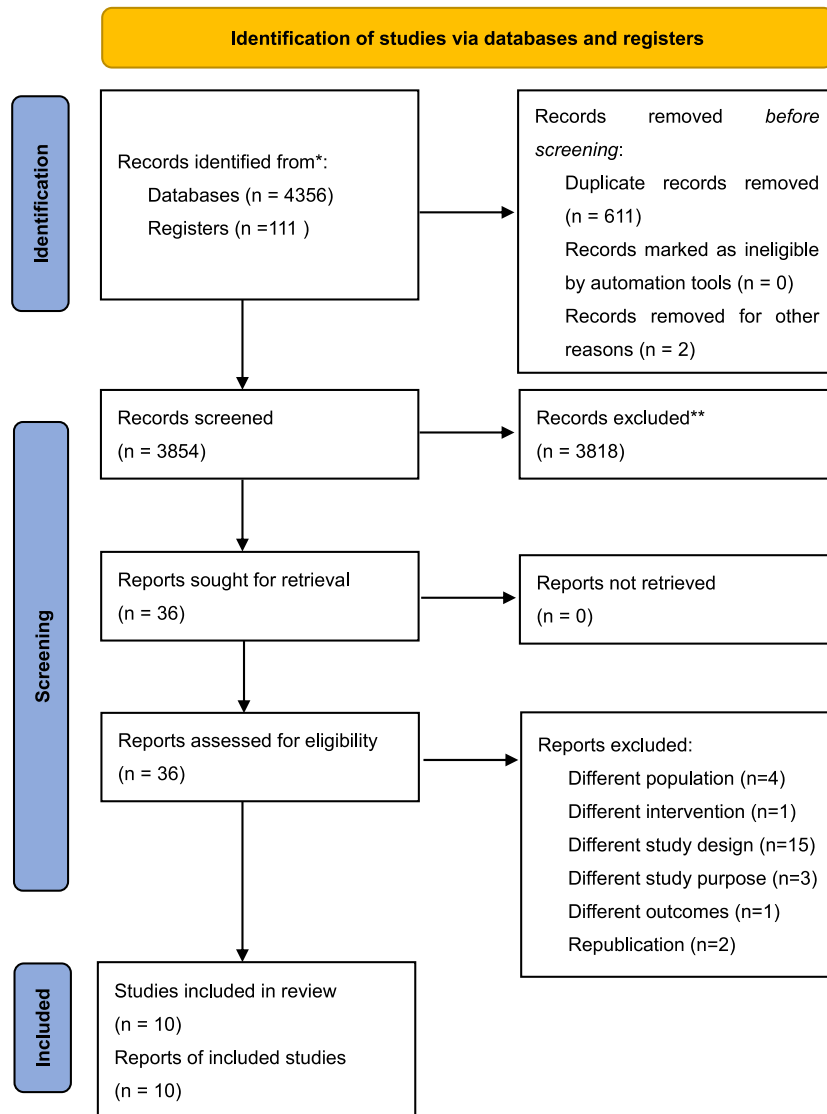 Identification of studies via databases and registers
Identification
Records identified from*:
Databases (n = 4356)
Registers (n =111 )
Records removed before
screening:
Duplicate records removed
(n = 611)
Records marked as ineligible
by automation tools (n = 0)
Records removed for other
reasons (n = 2)
Screening
Records screened
(n = 3854)
Records excluded**
(n = 3818)
Reports sought for retrieval
(n = 36)
Reports not retrieved
(n = 0)
Reports assessed for eligibility
(n = 36)
Reports excluded:
Different population (n=4)
Different intervention (n=1)
Different study design (n=15)
Different study purpose (n=3)
Different outcomes (n=1)
Republication (n=2)
Included
Studies included in review
(n = 10)
Reports of included studies
(n = 10)